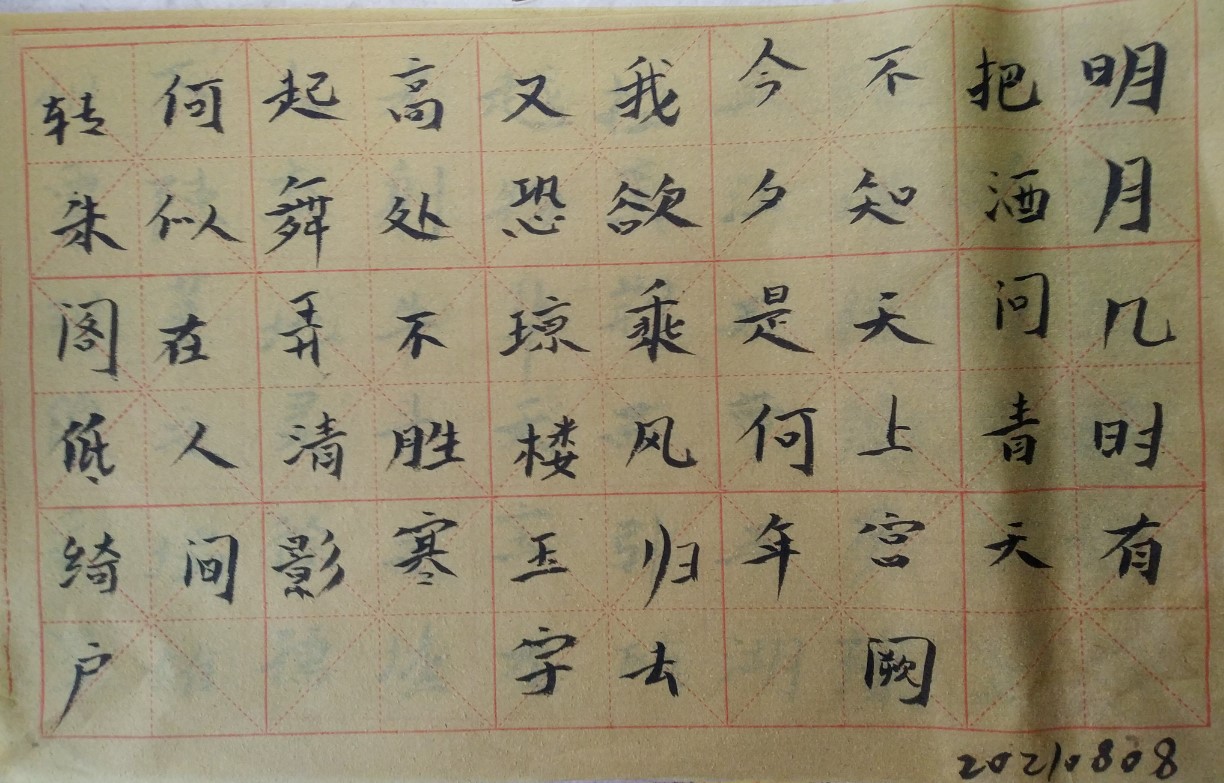 明月几时有
把酒问青天
不知天上宫阙
今夕是何年
我欲乘风归去
又恐琼楼玉字
高处不胜寒
起舞弄清影
何似在人间
转朱阁低绮户
20210808